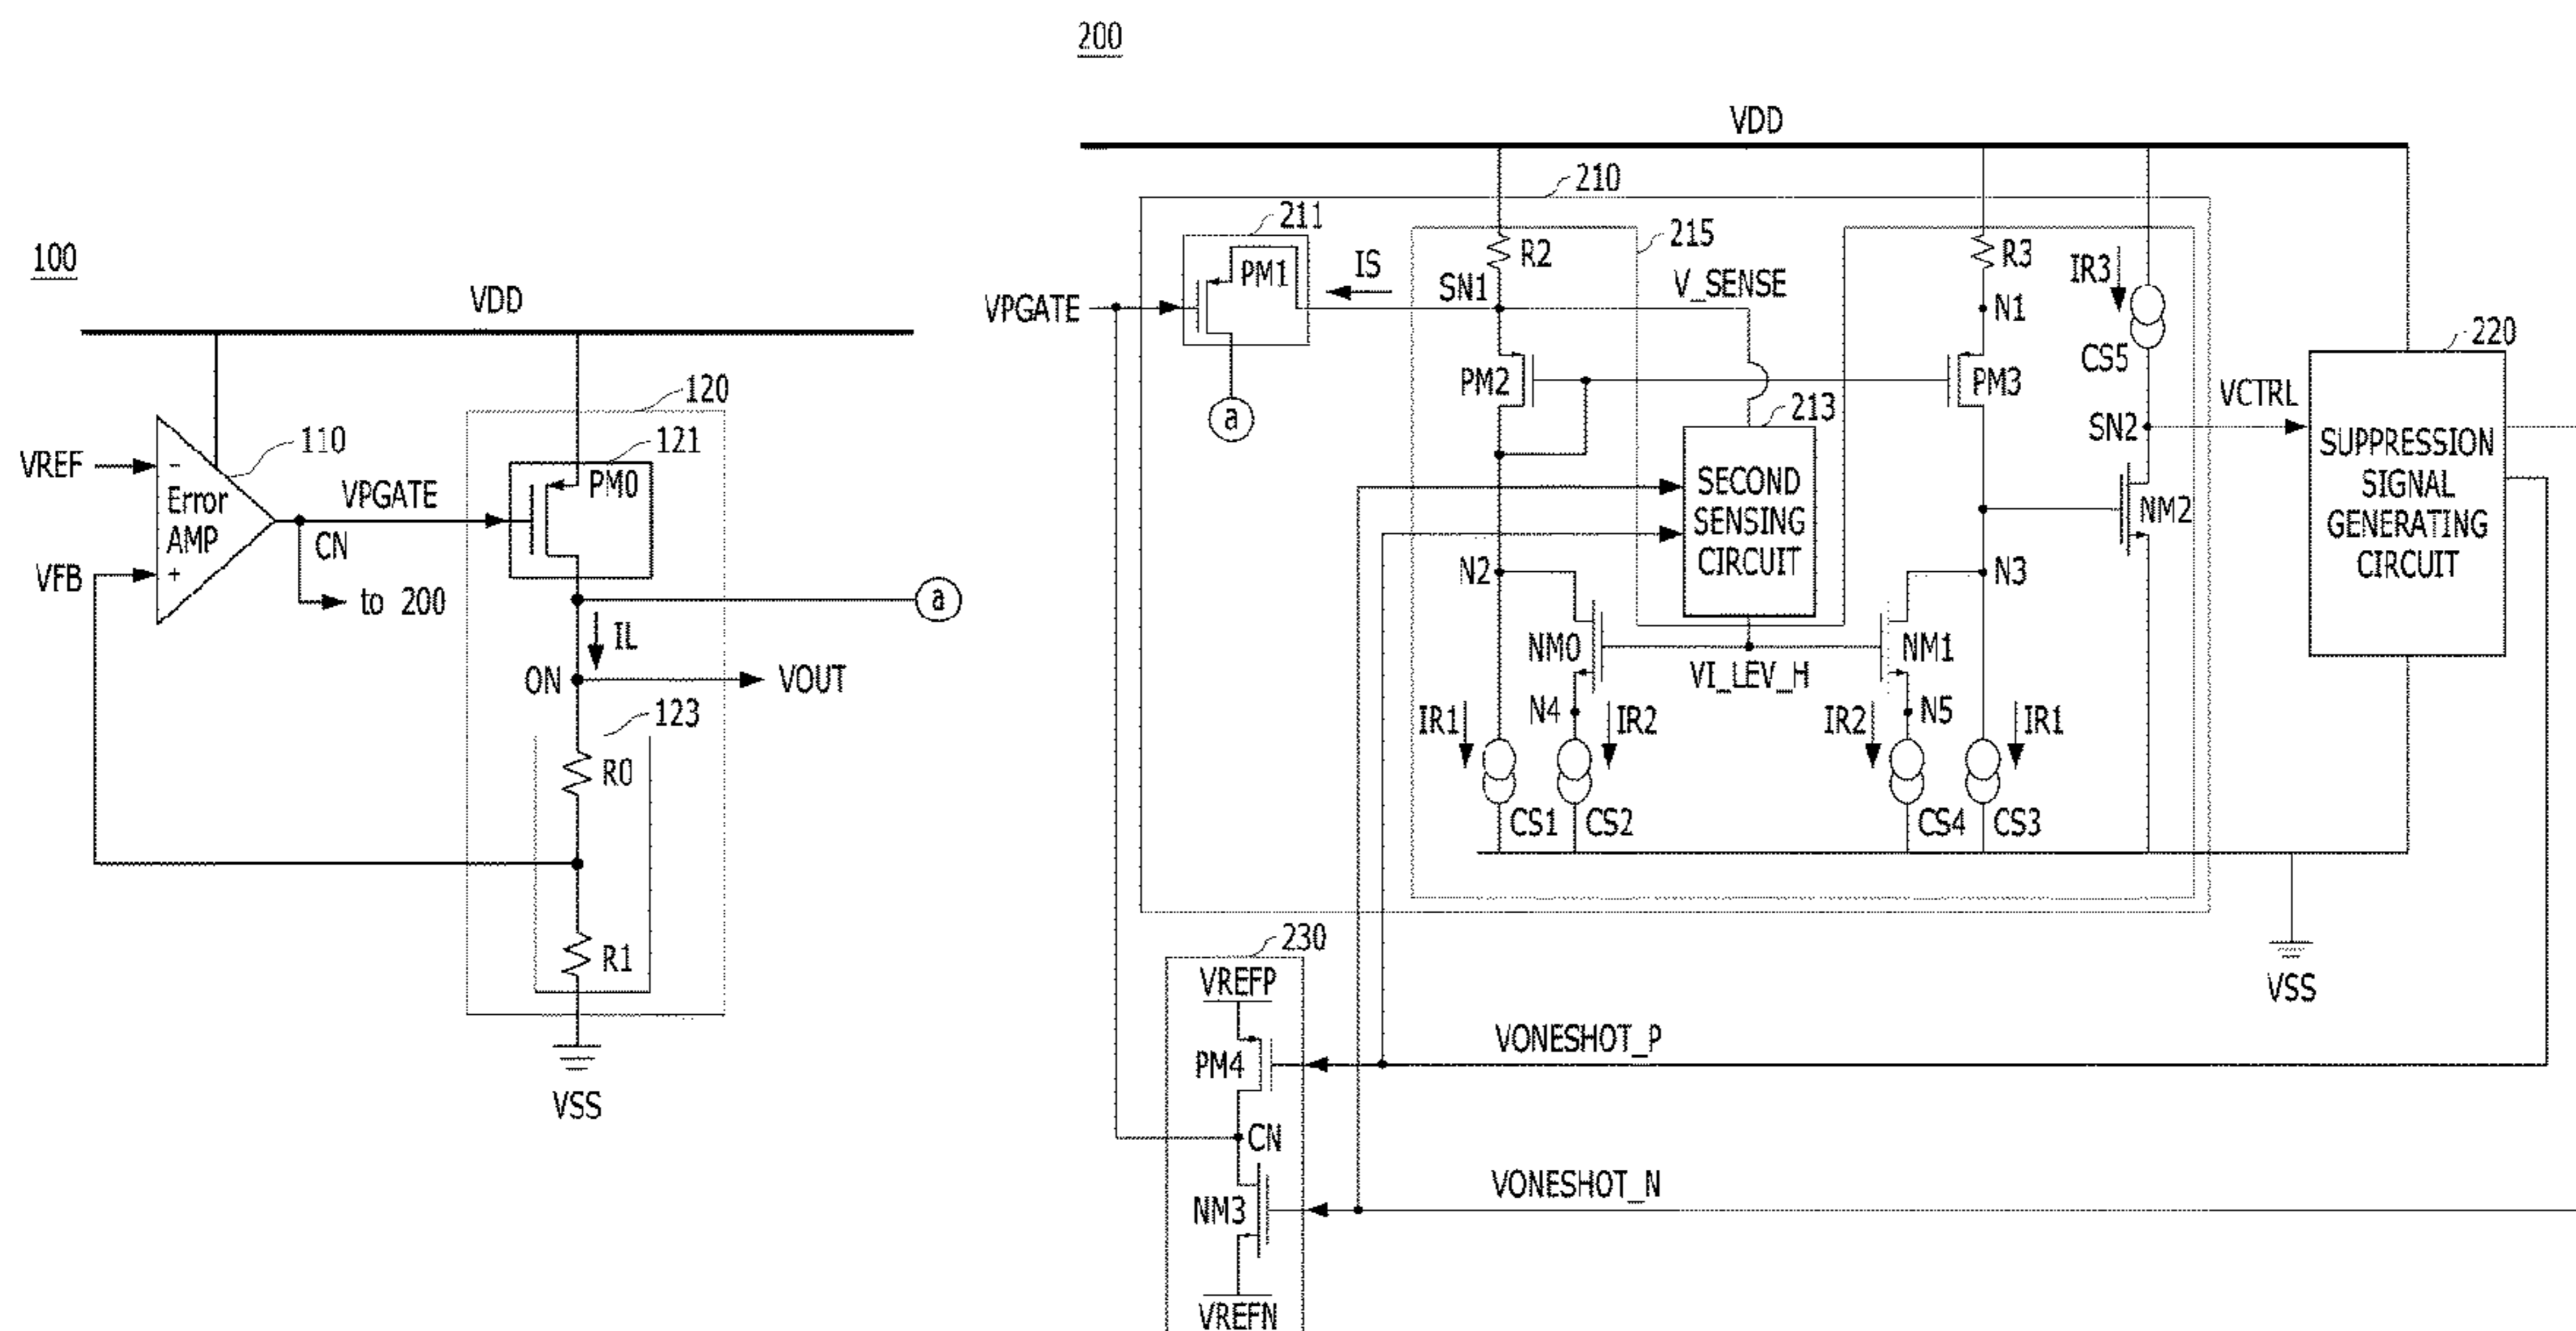 200
VDD
210
211
215
R2
R3
PM1
IS
SN1
V_SENSE
N1
IR3
CS5
VPGATE
220
PM2
PM3
VCTRL
SN2
a
213
SECOND
SENSING
CIRCUIT
SUPPRESSION
SIGNAL
GENERATING
CIRCUIT
NM2
N2
N3
NM0
NM1
VI_LEV_H
N4
N5
IR1
IR2
IR2
IR1
CS1
CS2
CS4
CS3
VSS
230
VREFP
PM4
VONESHOT_P
CN
NM3
VONESHOT_N
VREFN
100
VDD
120
121
110
PM0
VREF
-
Error
AMP
+
VFB
VPGATE
CN
to 200
a
IL
ON
VOUT
123
R0
R1
VSS